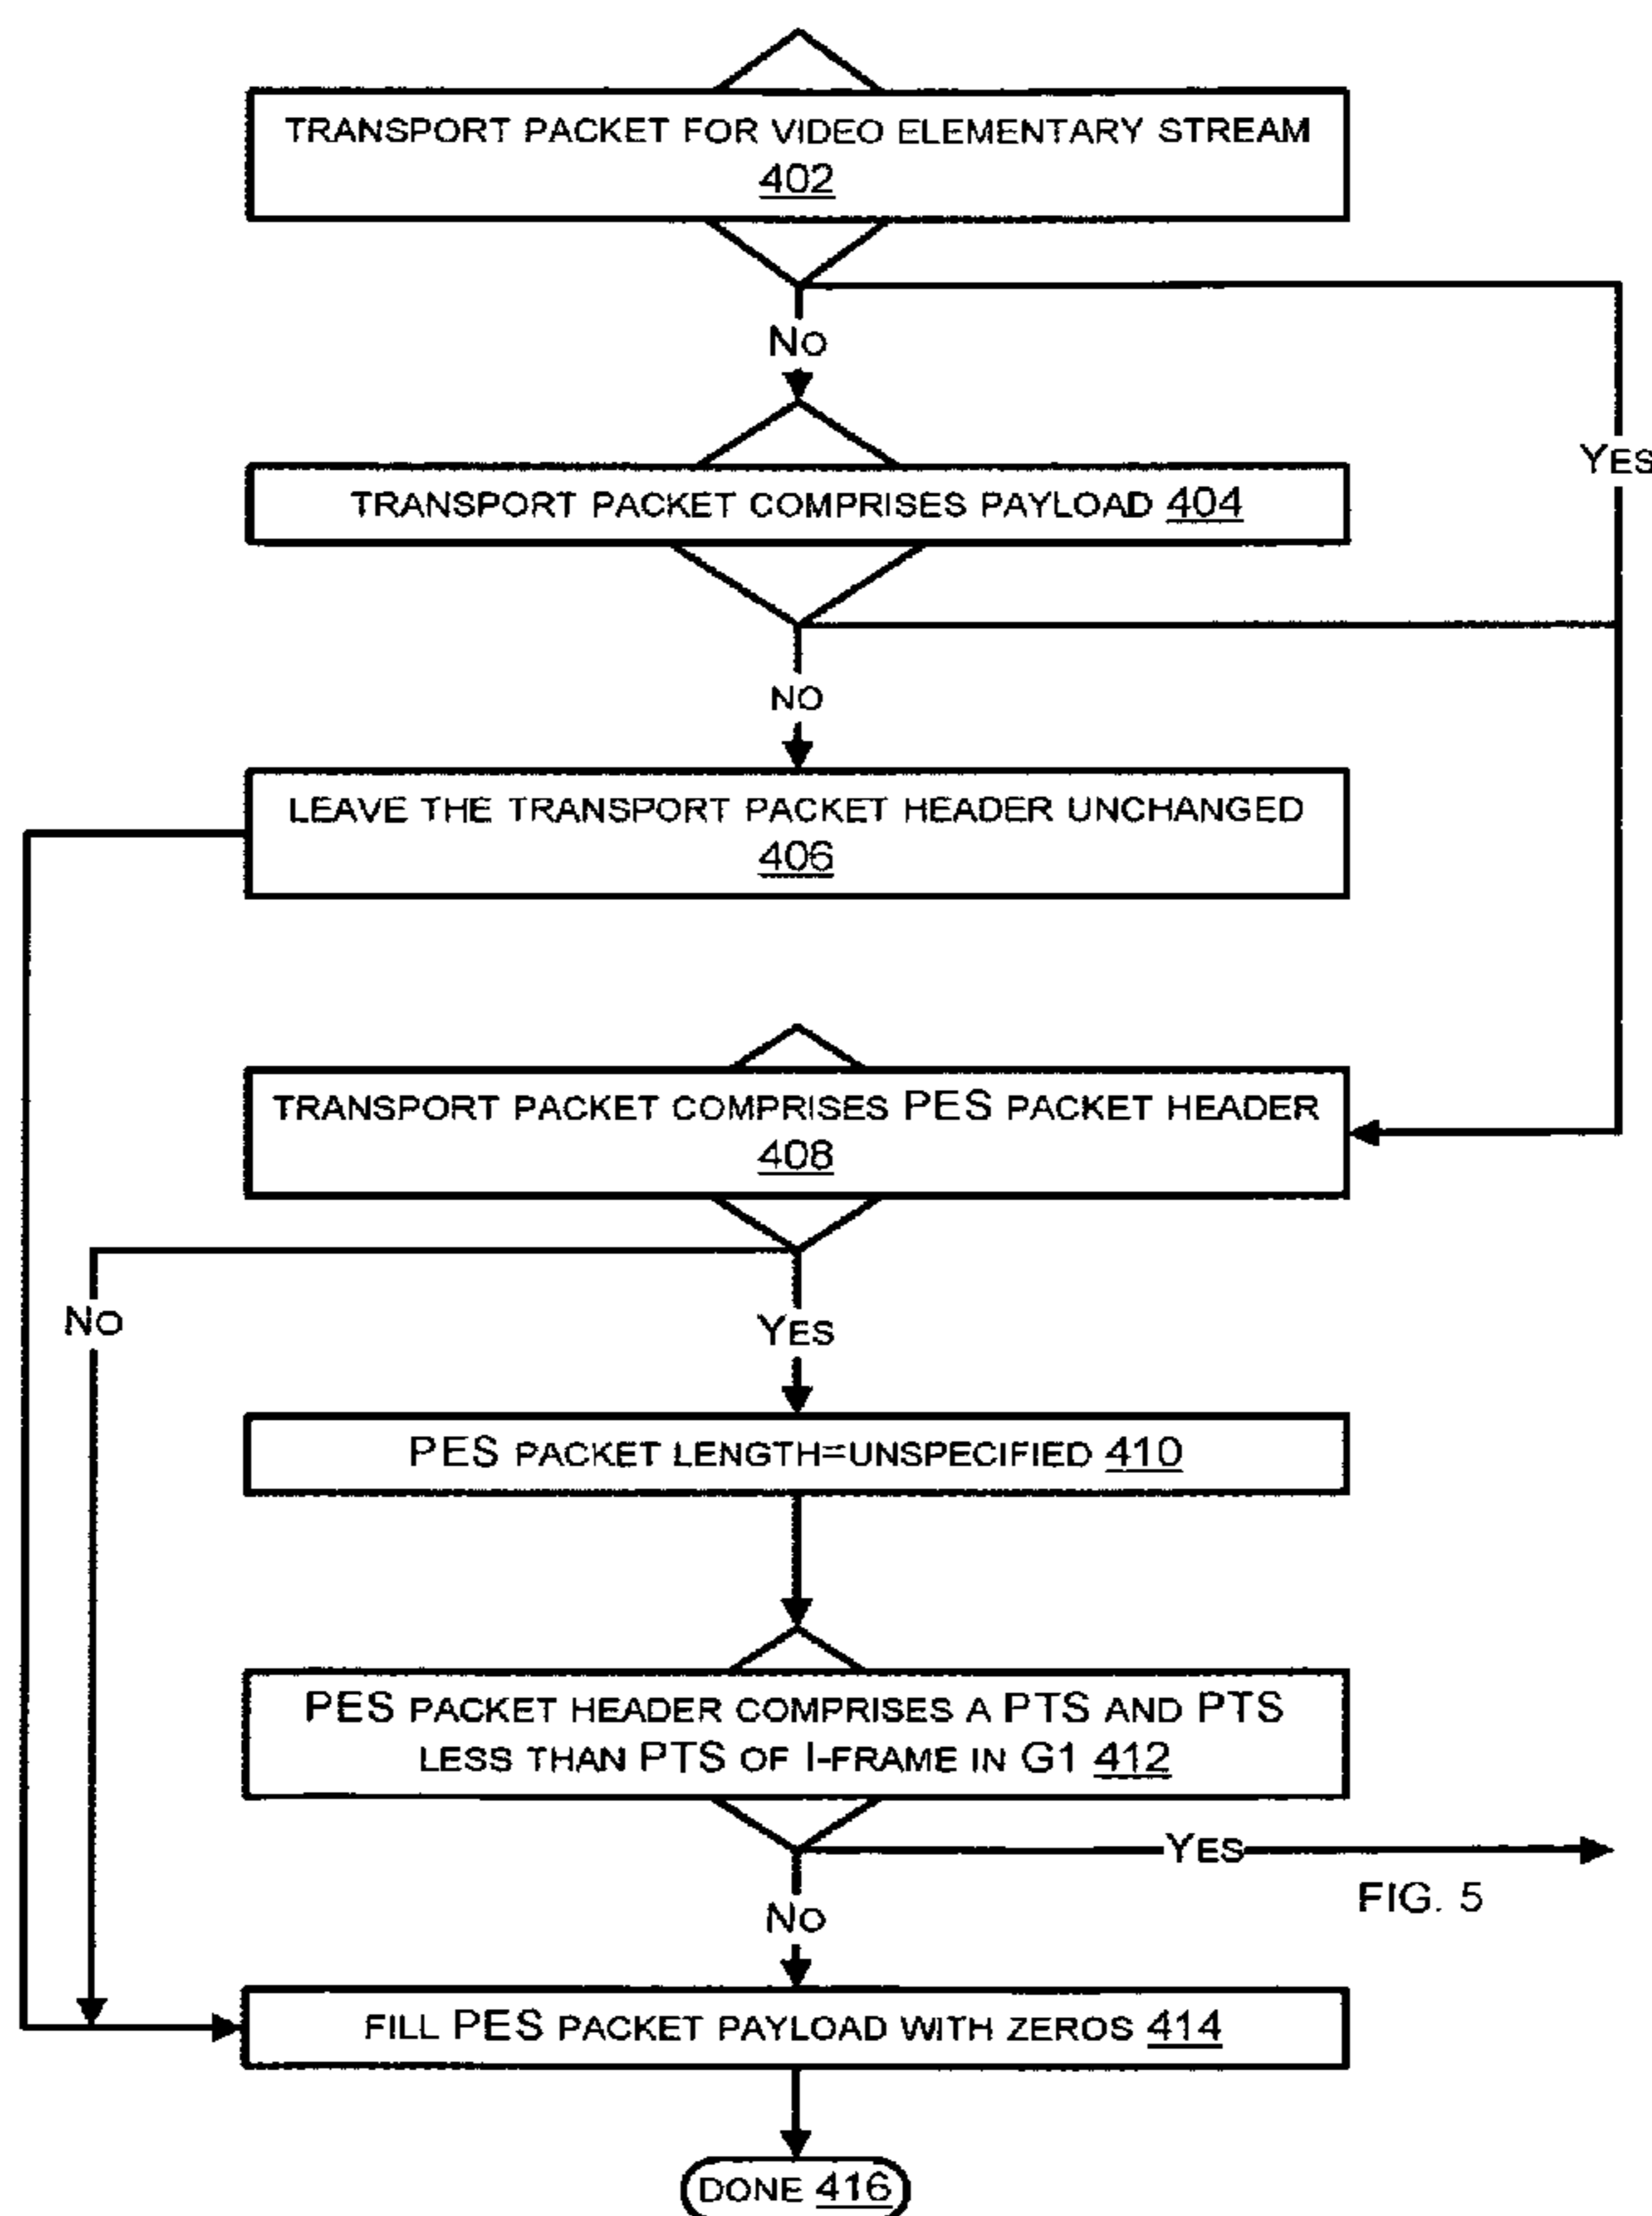 TRANSPORT PACKET FOR VIDEO ELEMENTARY STREAM
402
NO
YES
TRANSPORT PACKET COMPRISES PAYLOAD 404
NO
LEAVE THE TRANSPORT PACKET HEADER UNCHANGED
406
TRANSPORT PACKET COMPRISES PES PACKET HEADER
408
NO
YES
PES PACKET LENGTH=UNSPECIFIED 410
PES PACKET HEADER COMPRISES A PTS AND PTS
LESS THAN PTS OF I-FRAME IN G1 412
YES
FIG. 5
NO
FILL PES PACKET PAYLOAD WITH ZEROS 414
DONE 416